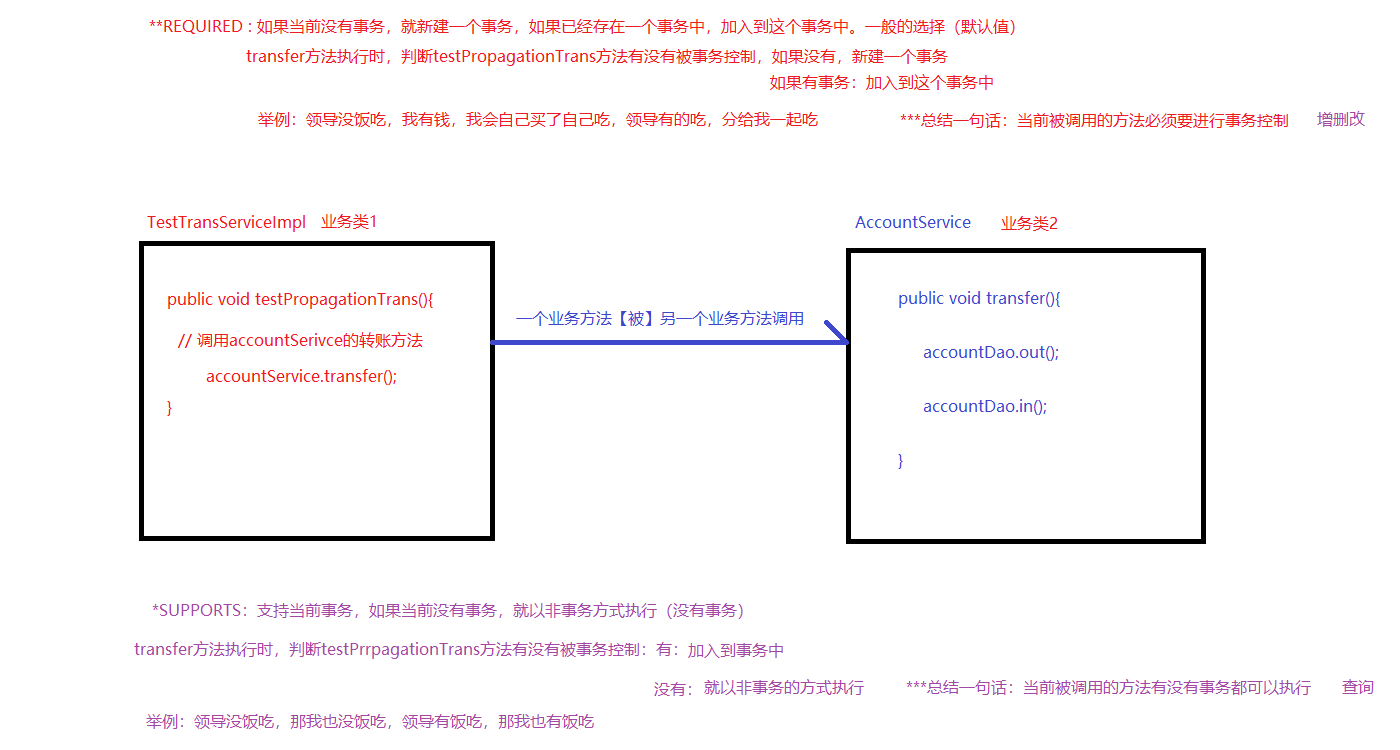 **REQUIRED : 如果当前没有事务，就新建一个事务，如果已经存在一个事务中，加入到这个事务中。一般的选择（默认值）
transfer方法执行时，判断testPropagationTrans方法有没有被事务控制，如果没有，新建一个事务
如果有事务：加入到这个事务中
举例：领导没饭吃，我有钱，我会自己买了自己吃，领导有的吃，分给我一起吃 ***总结一句话：当前被调用的方法必须要进行事务控制 增删改
TestTransServiceImpl 业务类1
AccountService 业务类2
public void testPropagationTrans(){
// 调用accountSerivce的转账方法
accountService.transfer();
}
一个业务方法【被】另一个业务方法调用
public void transfer(){
accountDao.out();
accountDao.in();
}
*SUPPORTS：支持当前事务，如果当前没有事务，就以非事务方式执行（没有事务）
transfer方法执行时，判断testPrrpagationTrans方法有没有被事务控制：有：加入到事务中
没有：就以非事务的方式执行 ***总结一句话：当前被调用的方法有没有事务都可以执行 查询
举例：领导没饭吃，那我也没饭吃，领导有饭吃，那我也有饭吃